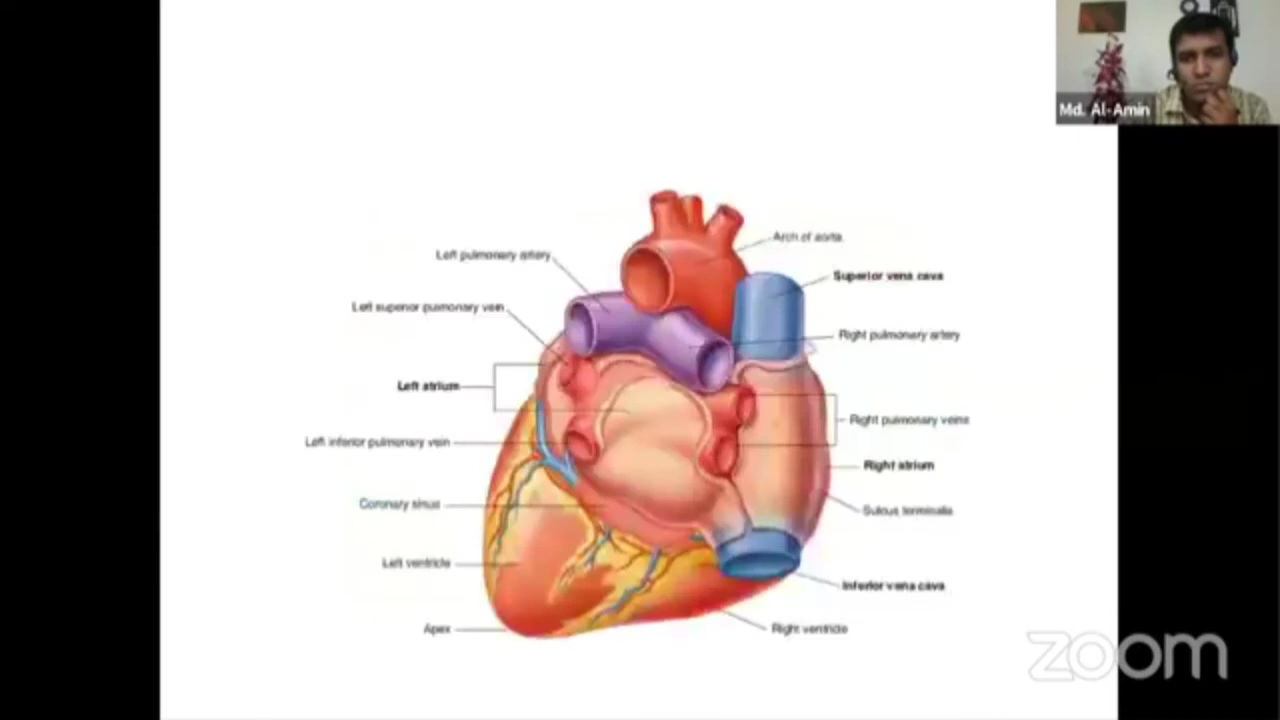 Md. Al-Amin
Arch of aorta
Left pulmonary artery
Superior vena cava
Left superior pulmonary vein
Right pulmonary artery
Left atrium
Right pulmonary veins
Left inferior pulmonary vein
Right atrium
Coronary sinus
Sulcus terminalis
Left ventricle
Inferior vena cava
Apex
Right ventricle
zoom